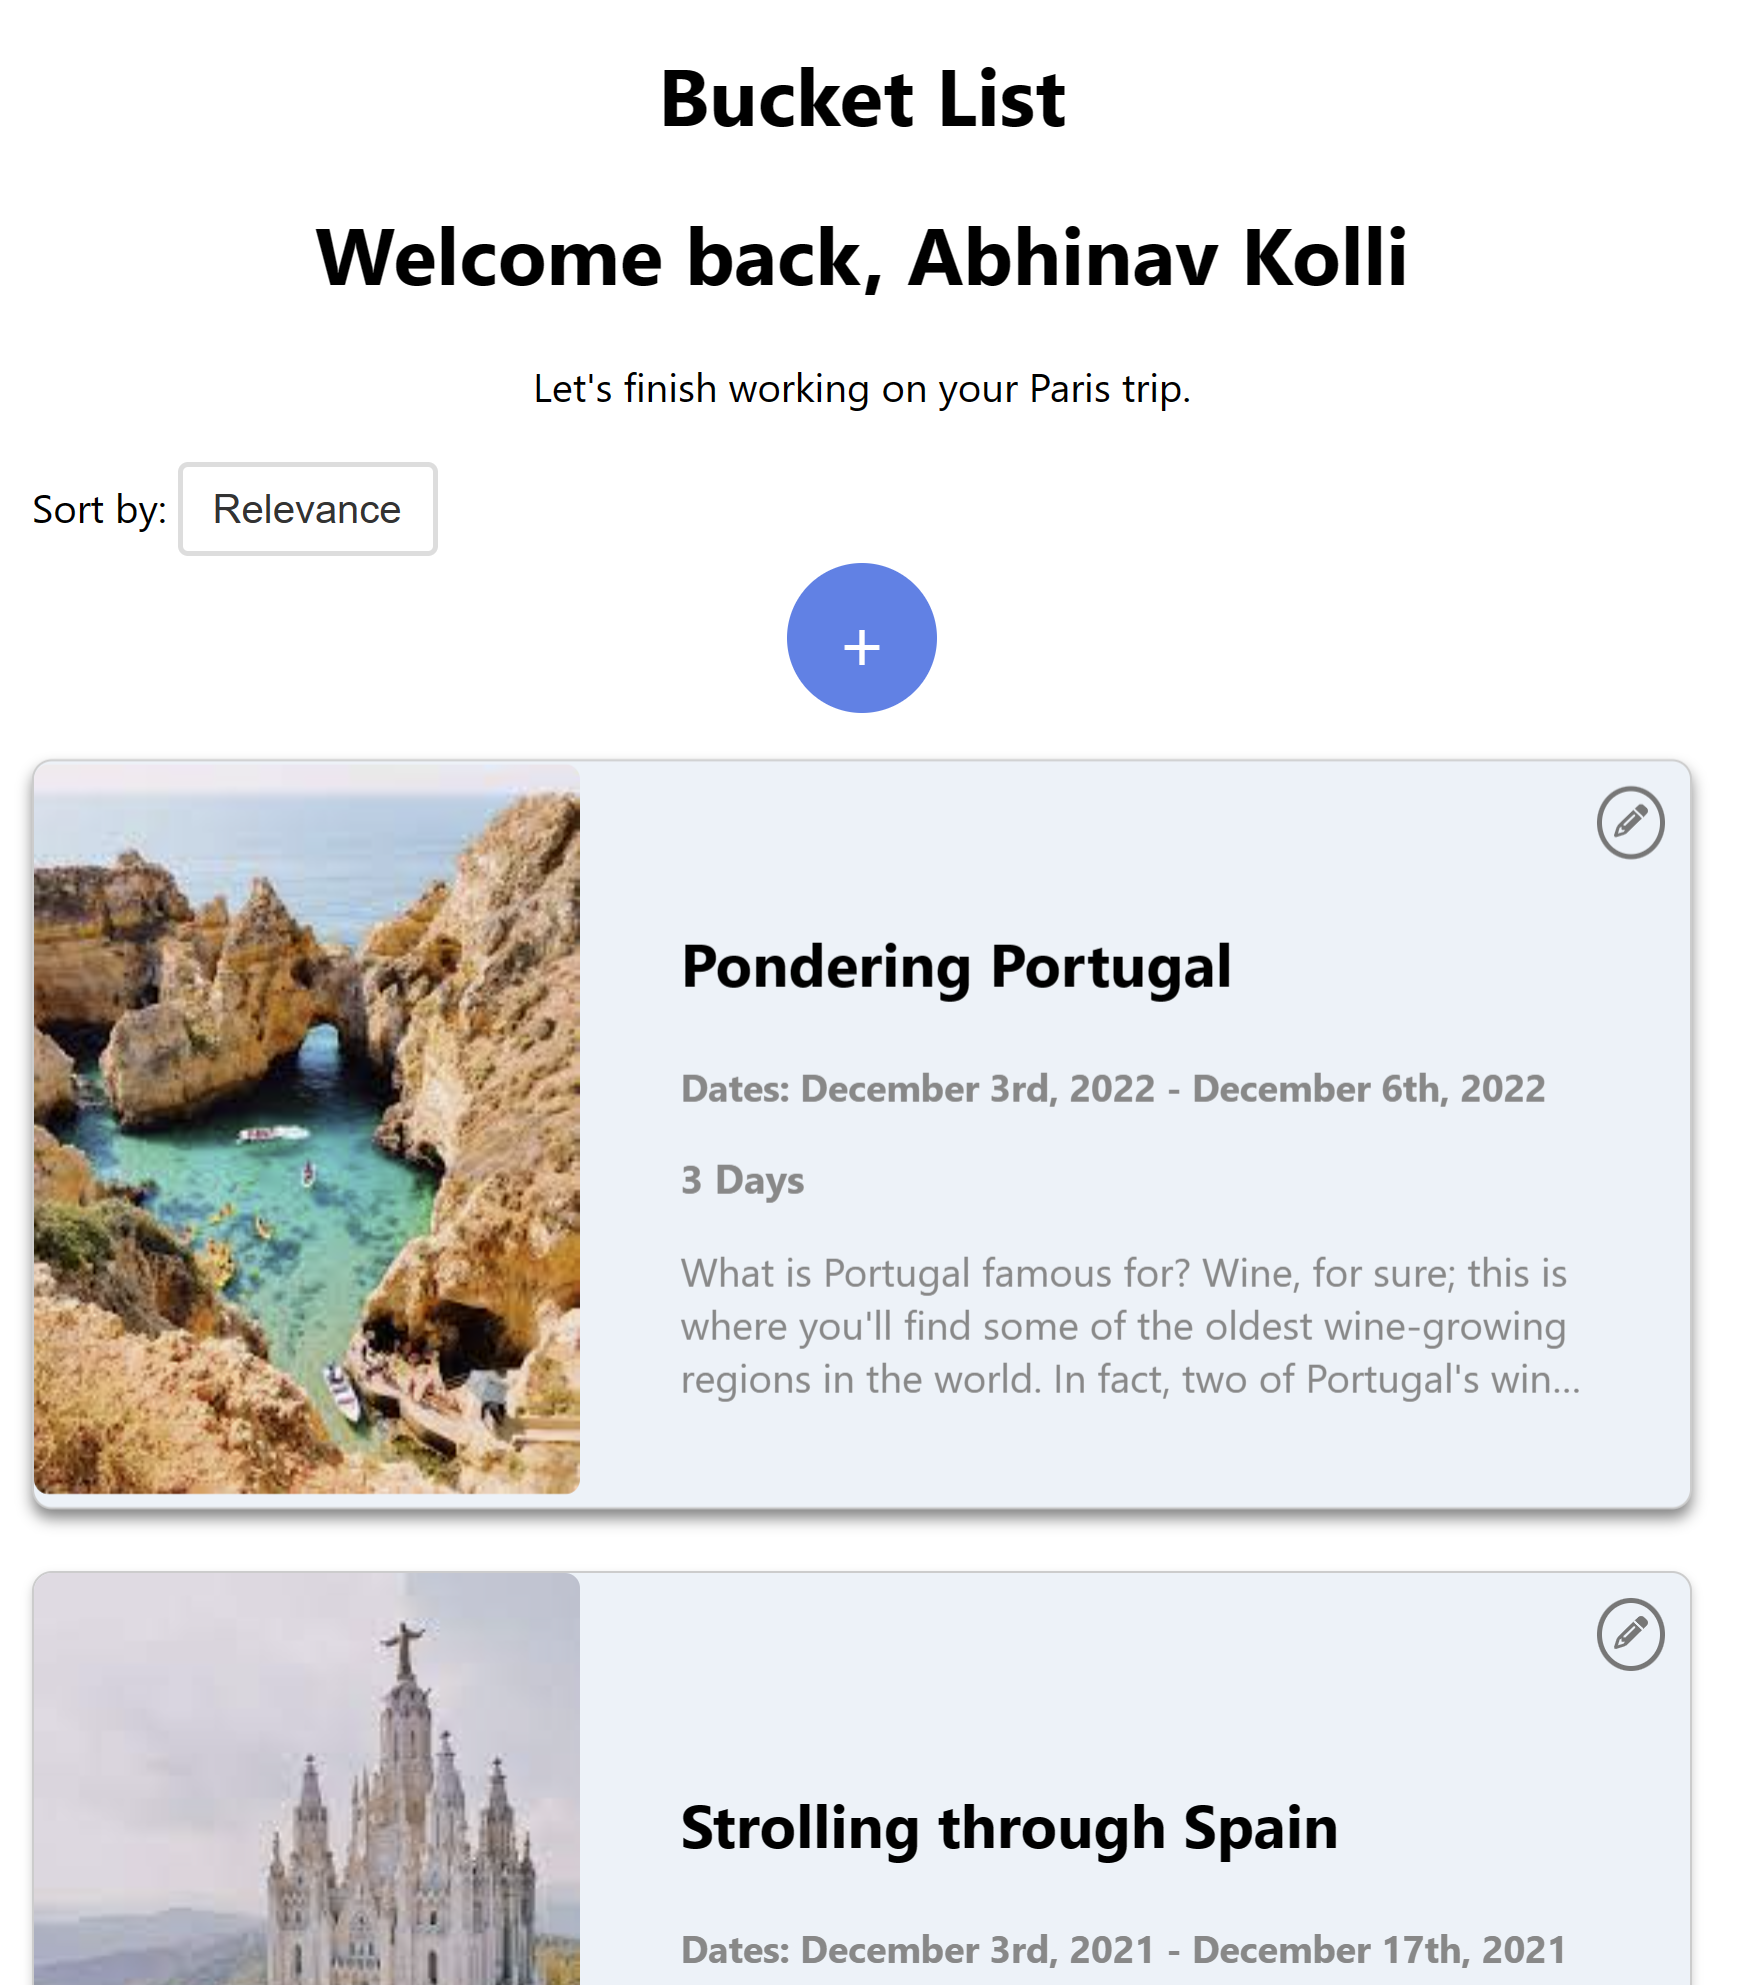 Bucket List
Welcome back, Abhinav Kolli
Let's finish working on your Paris trip.
Sort by: Relevance
+
Pondering Portugal
Dates: December 3rd, 2022 - December 6th, 2022
3 Days
What is Portugal famous for? Wine, for sure; this is
where you'll find some of the oldest wine-growing
regions in the world. In fact, two of Portugal's win...
Strolling through Spain
Dates: December 3rd, 2021 - December 17th, 2021